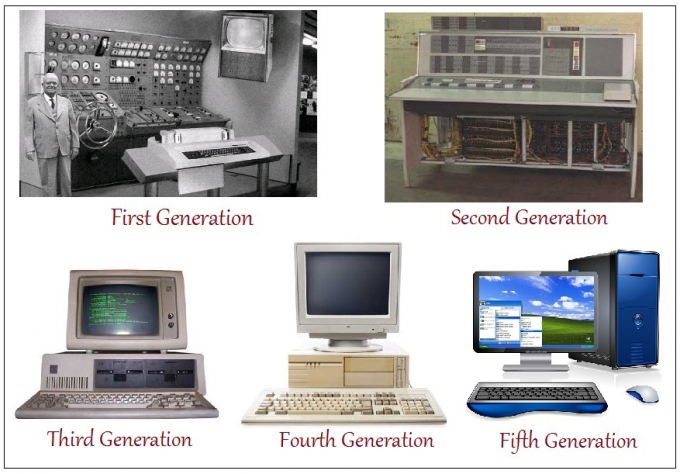 First Generation
Second Generation
Third Generation
Fourth Generation
Fifth Generation